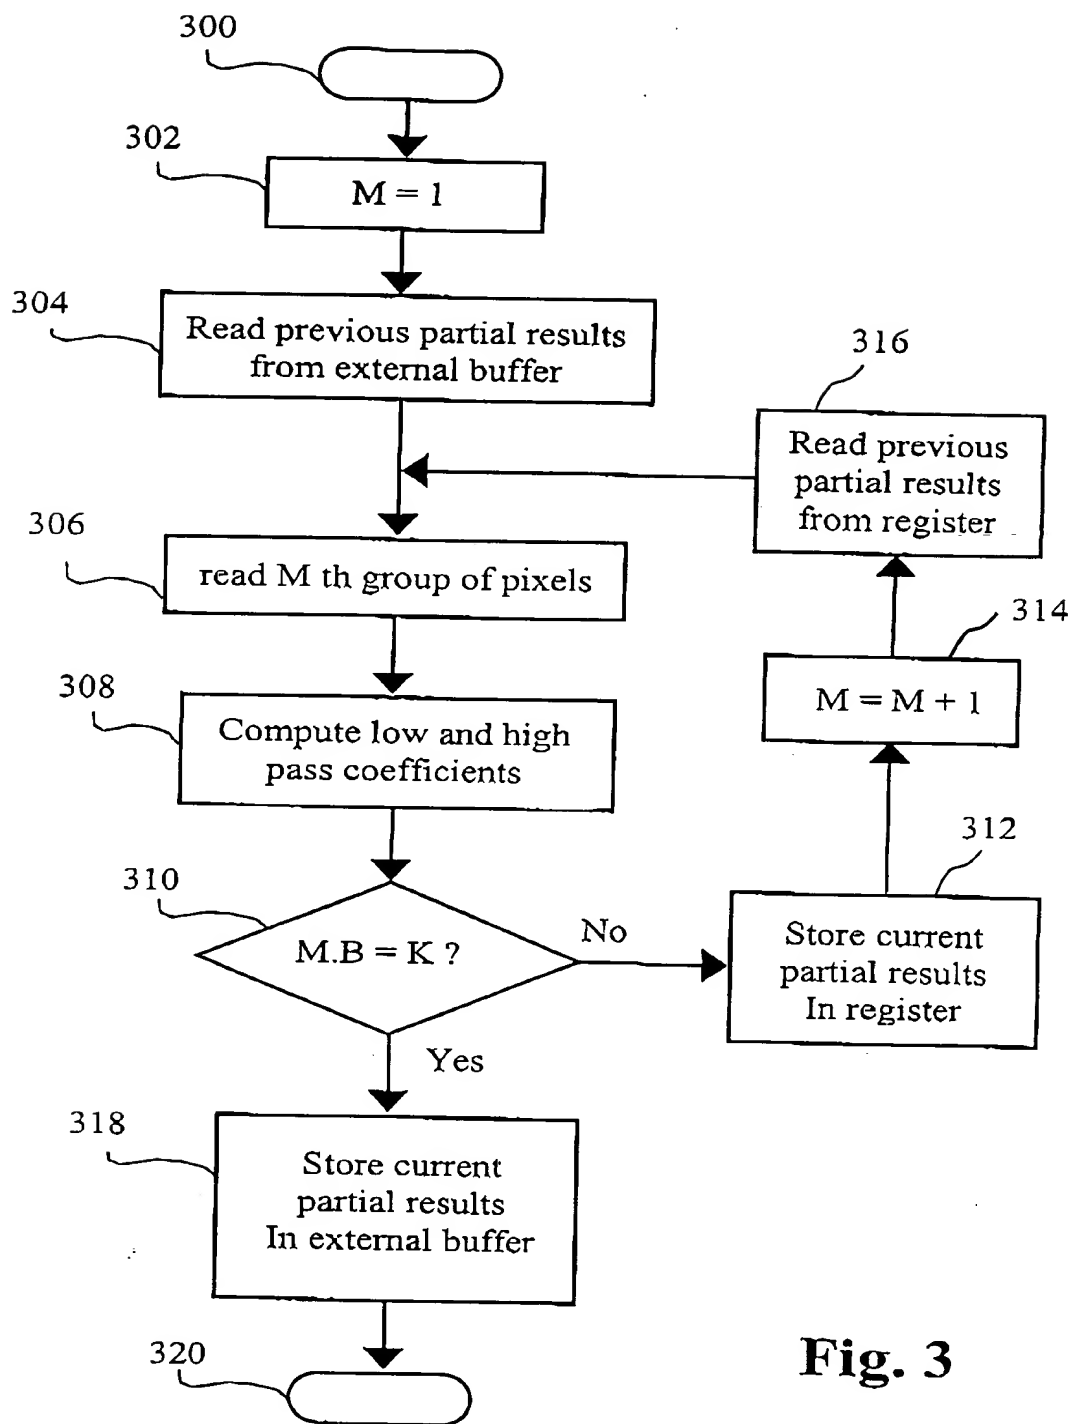 300
302
M = 1
304
Read previous partial results
from external buffer
316
Read previous
partial results
from register
306
read M th group of pixels
314
M = M + 1
308
Compute low and high
pass coefficients
312
310
M.B = K ?
No
Store current
partial results
In register
Yes
318
Store current
partial results
In external buffer
320
Fig. 3